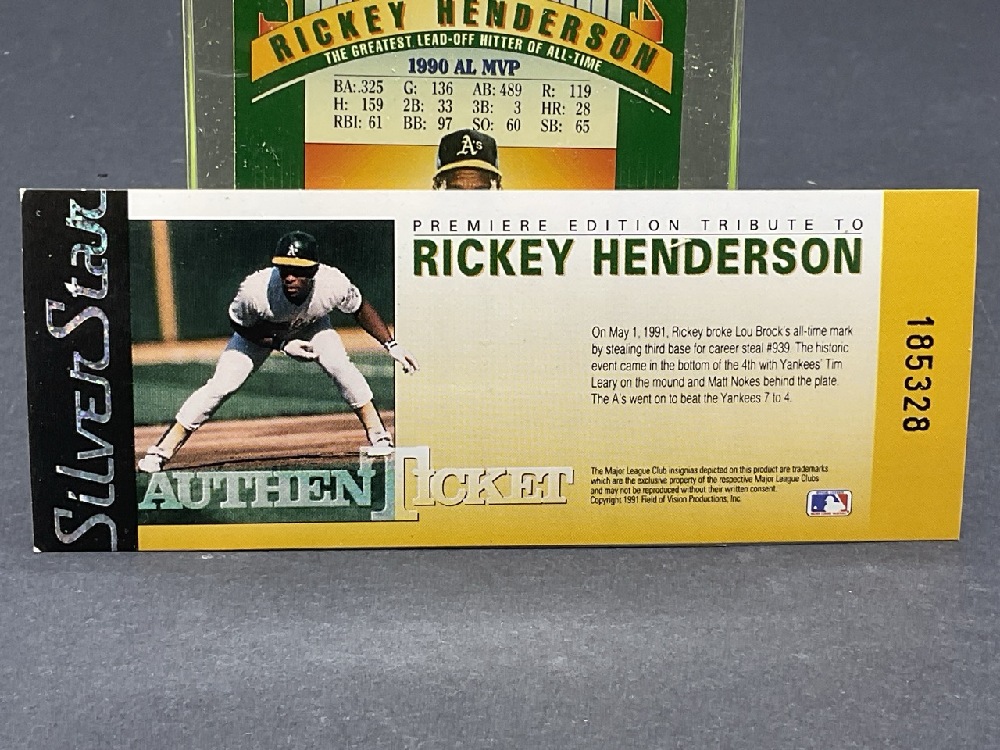 RICKEY HENDERSON
THE GREATEST LEAD-OFF HITTER OF ALL-TIME
1990 AL MVP
BA:.325 G: 136 AB: 489 R: 119
H: 159 2B: 33 3B: 3 HR: 28
RBI: 61 BB: 97 SO: 60 SB: 65
A's
SilverStar
A's
AUTHENTICKET
PREMIERE EDITION TRIBUTE TO
RICKEY HENDERSON
On May 1, 1991, Rickey broke Lou Brock's all-time mark
by stealing third base for career steal #939. The historic
event came in the bottom of the 4th with Yankees' Tim
Leary on the mound and Matt Nokes behind the plate.
The A's went on to beat the Yankees 7 to 4.
The Major League Club insignias depicted on this product are trademarks
which are the exclusive property of the respective Major League Clubs
and may not be reproduced without their written consent.
Copyright 1991 Field of Vision Productions, Inc.
185328